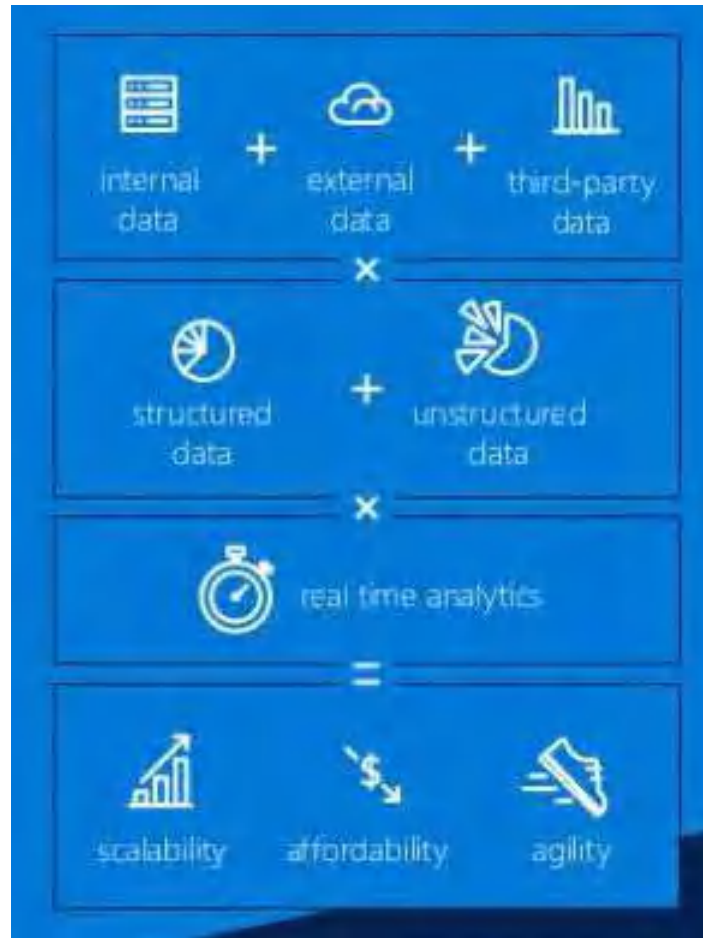 internal
data
+
external
data
+
third-party
data
×
structured
data
+
unstructured
data
×
real time analytics
=
scalability
$
affordability
agility